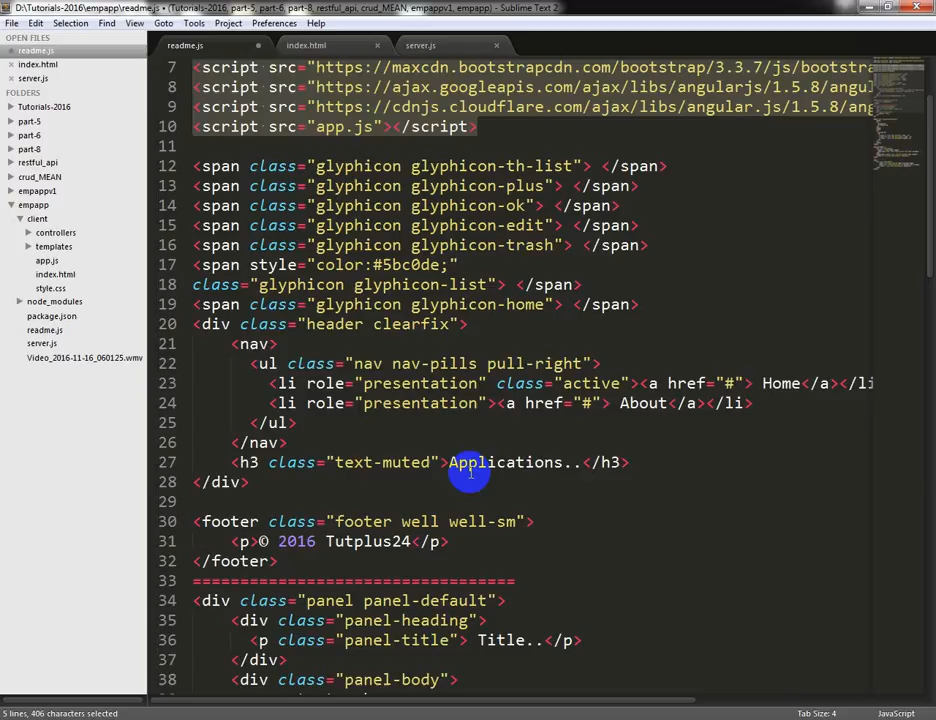 D:\Tutorials-2016\empapp\readme.js • (Tutorials-2016, part-5, part-6, part-8, restful_api, crud_MEAN, empappv1, empapp) - Sublime Text 2
File Edit Selection Find View Goto Tools Project Preferences Help
OPEN FILES
readme.js
index.html
server.js
FOLDERS
Tutorials-2016
part-5
part-6
part-8
restful_api
crud_MEAN
empappv1
empapp
client
controllers
templates
app.js
index.html
style.css
node_modules
package.json
readme.js
server.js
Video_2016-11-16_060125.wmv
readme.js index.html server.js
7 <script src="https://maxcdn.bootstrapcdn.com/bootstrap/3.3.7/js/bootstra
8 <script src="https://ajax.googleapis.com/ajax/libs/angularjs/1.5.8/angul
9 <script src="https://cdnjs.cloudflare.com/ajax/libs/angular.js/1.5.8/an
10 <script src="app.js"></script>
11
12 <span class="glyphicon glyphicon-th-list"> </span>
13 <span class="glyphicon glyphicon-plus"> </span>
14 <span class="glyphicon glyphicon-ok"> </span>
15 <span class="glyphicon glyphicon-edit"> </span>
16 <span class="glyphicon glyphicon-trash"> </span>
17 <span style="color:#5bc0de;"
18 class="glyphicon glyphicon-list"> </span>
19 <span class="glyphicon glyphicon-home"> </span>
20 <div class="header clearfix">
21 <nav>
22 <ul class="nav nav-pills pull-right">
23 <li role="presentation" class="active"><a href="#"> Home</a></li
24 <li role="presentation"><a href="#"> About</a></li>
25 </ul>
26 </nav>
27 <h3 class="text-muted">Applications..</h3>
28 </div>
29
30 <footer class="footer well well-sm">
31 <p>© 2016 Tutplus24</p>
32 </footer>
33 ==================================
34 <div class="panel panel-default">
35 <div class="panel-heading">
36 <p class="panel-title"> Title..</p>
37 </div>
38 <div class="panel-body">
5 lines, 406 characters selected Tab Size: 4 JavaScript